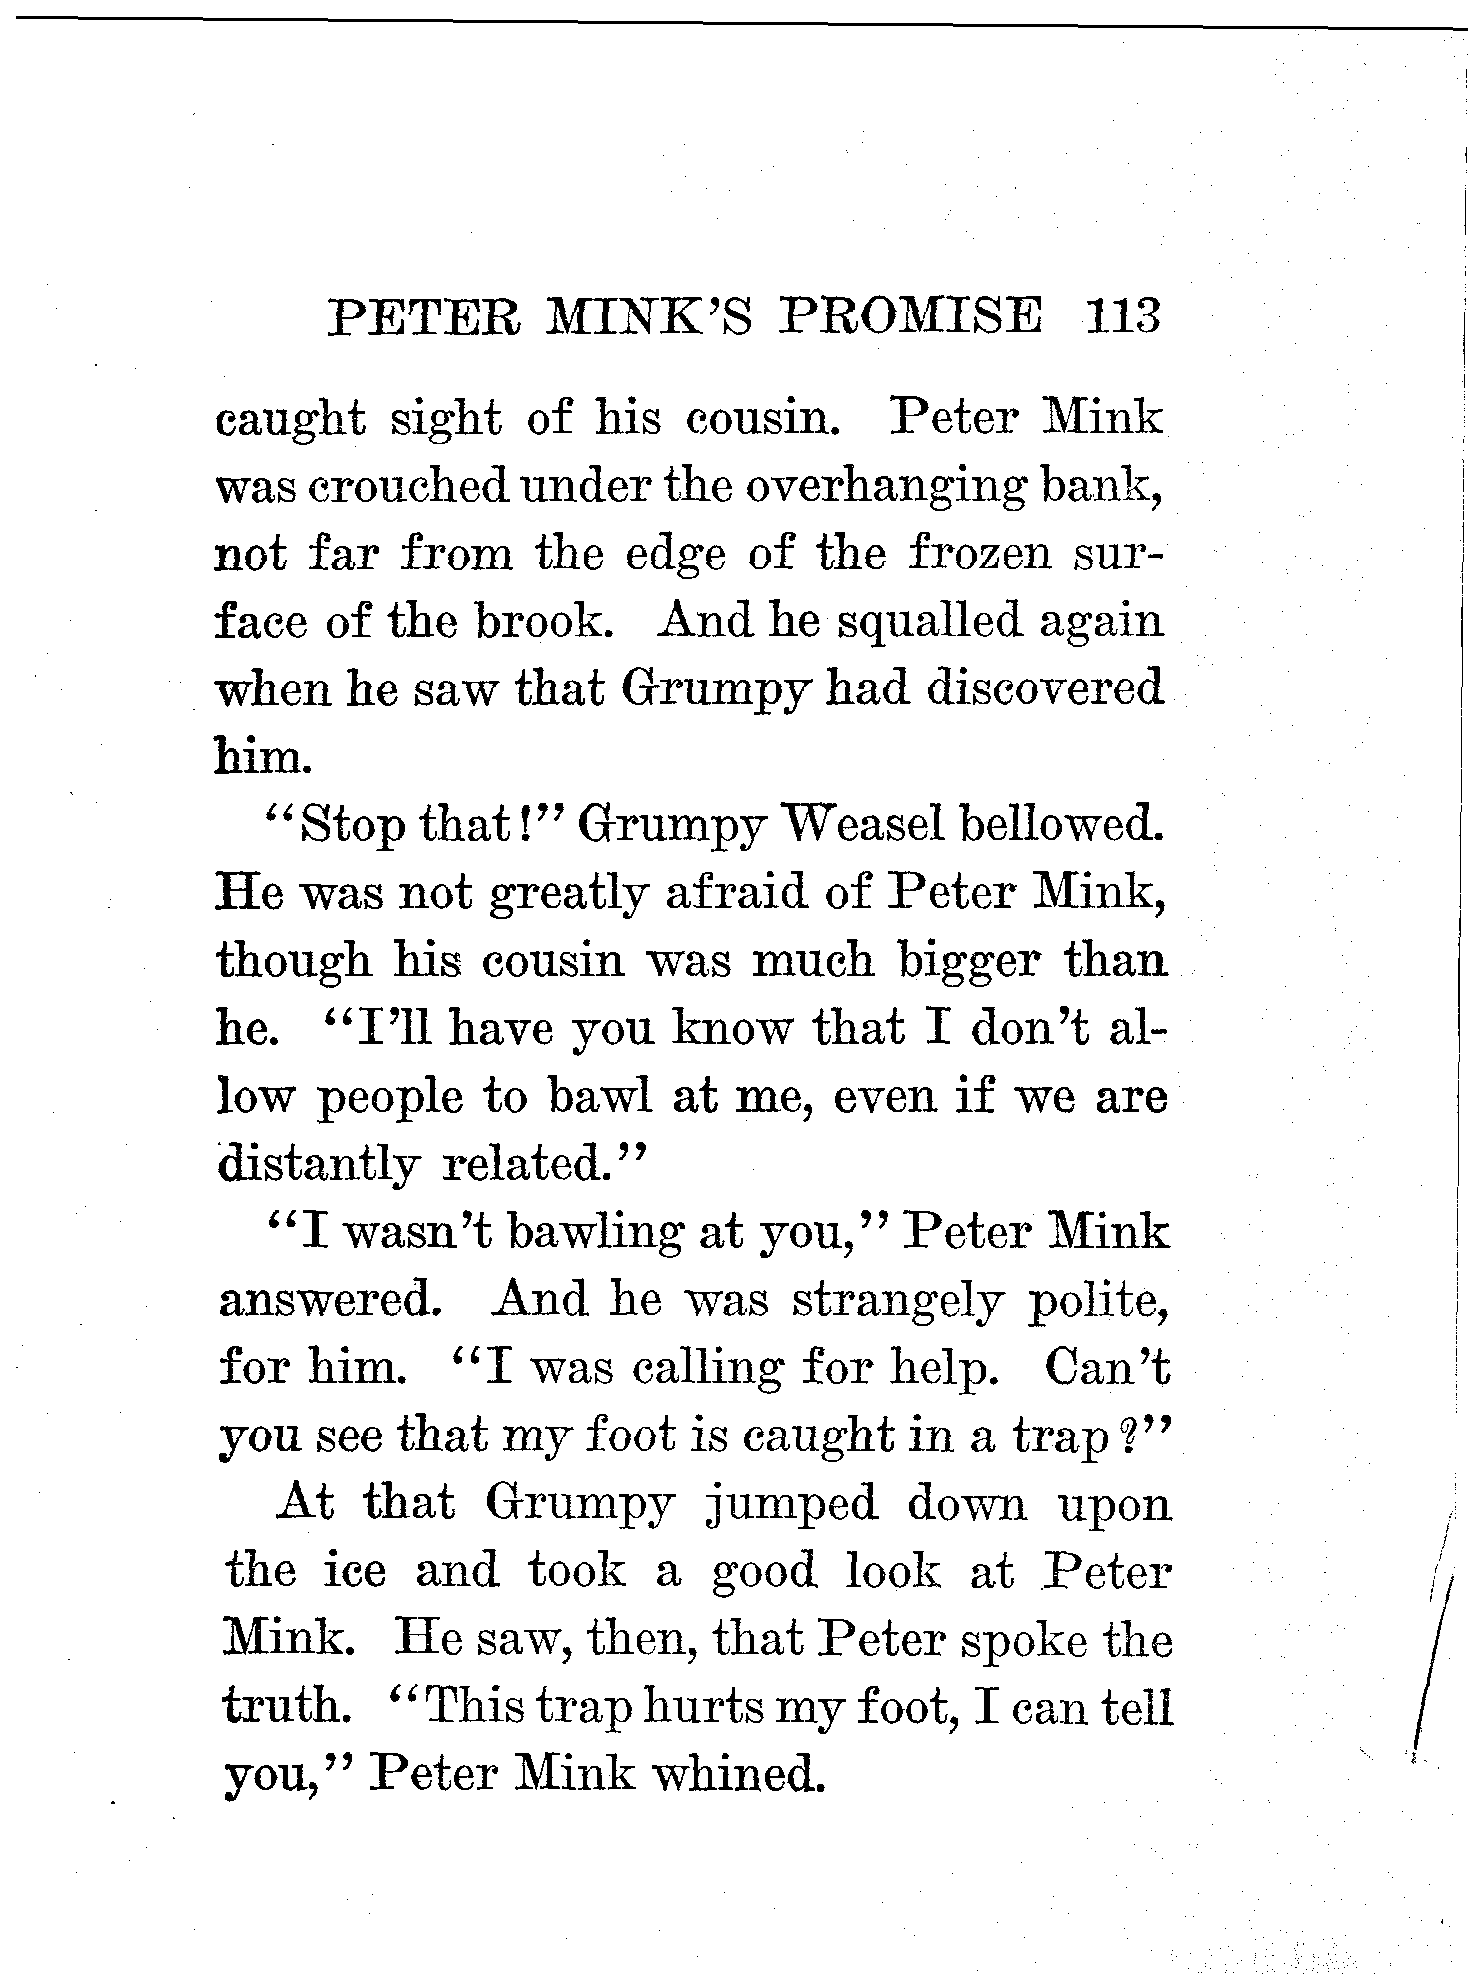 PETER MINK'S PROMISE 113
caught sight of his cousin. Peter Mink
was crouched under the overhanging bank,
not far from the edge of the frozen sur-
face of the brook. And he squalled again
when he saw that Grumpy had discovered
him.
"Stop that!" Grumpy Weasel bellowed.
He was not greatly afraid of Peter Mink,
though his cousin was much bigger than
he. "I'll have you know that I don't al-
low people to bawl at me, even if we are
distantly related."
"I wasn't bawling at you," Peter Mink
answered. And he was strangely polite,
for him. "I was calling for help. Can't
you see that my foot is caught in a trap?"
At that Grumpy jumped down upon
the ice and took a good look at Peter
Mink. He saw, then, that Peter spoke the
truth. "This trap hurts my foot, I can tell
you," Peter Mink whined.